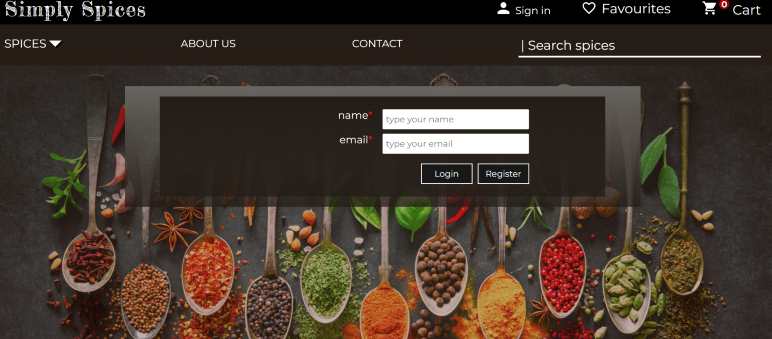 Simply Spices
Sign in
Favourites
0
Cart
SPICES
ABOUT US
CONTACT
| Search spices
name*
type your name
email*
type your email
Login
Register